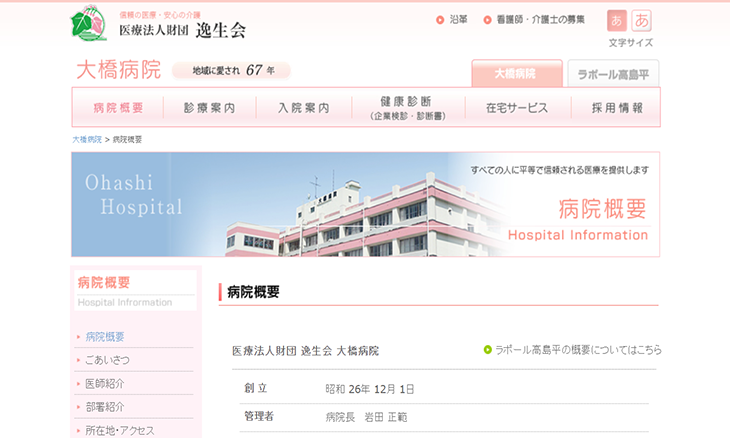 信頼の医療・安心の介護
医療法人財団 逸生会
沿革
看護師・介護士の募集
あ あ
文字サイズ
大橋病院
地域に愛され 67 年
大橋病院
ラポール高島平
病院概要
診療案内
入院案内
健康診断
（企業検診・診断書）
在宅サービス
採用情報
大橋病院 > 病院概要
Ohashi
Hospital
すべての人に平等で信頼される医療を提供します
病院概要
Hospital Information
病院概要
Hospital Information
病院概要
ごあいさつ
医師紹介
部署紹介
所在地・アクセス
病院概要
医療法人財団 逸生会 大橋病院
ラポール高島平の概要についてはこちら
創 立
昭和 26年 12月 1日
管理者
病院長 岩田 正範